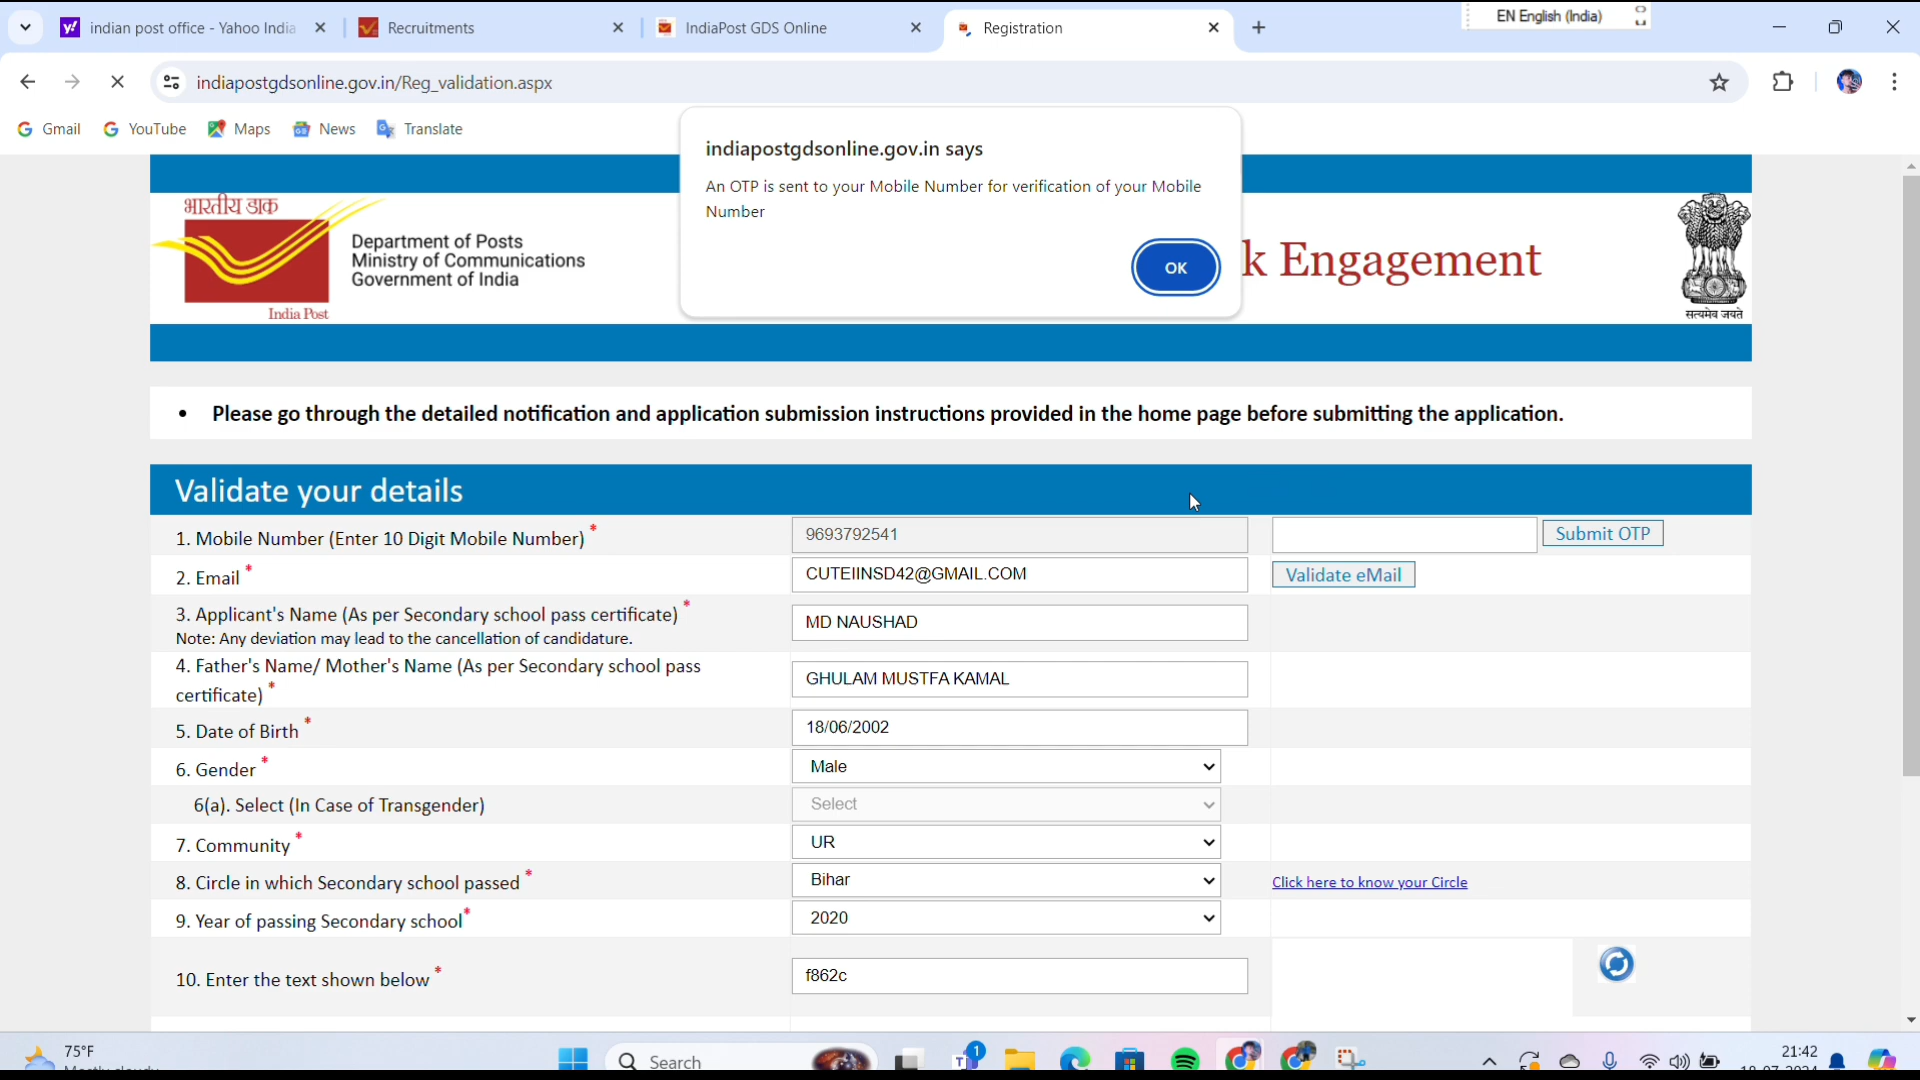 indian post office - Yahoo India
Recruitments
IndiaPost GDS Online
Registration
EN English (India)
indiapostgdsonline.gov.in/Reg_validation.aspx
Gmail
YouTube
Maps
News
Translate
indiapostgdsonline.gov.in says
An OTP is sent to your Mobile Number for verification of your Mobile
Number
OK
भारतीय डाक
India Post
Department of Posts
Ministry of Communications
Government of India
k Engagement
सत्यमेव जयते
• Please go through the detailed notification and application submission instructions provided in the home page before submitting the application.
Validate your details
1. Mobile Number (Enter 10 Digit Mobile Number) * 9693792541 Submit OTP
2. Email * CUTEIINSD42@GMAIL.COM Validate eMail
3. Applicant's Name (As per Secondary school pass certificate) * MD NAUSHAD
Note: Any deviation may lead to the cancellation of candidature.
4. Father's Name/ Mother's Name (As per Secondary school pass
certificate) * GHULAM MUSTFA KAMAL
5. Date of Birth * 18/06/2002
6. Gender * Male
6(a). Select (In Case of Transgender) Select
7. Community * UR
8. Circle in which Secondary school passed * Bihar Click here to know your Circle
9. Year of passing Secondary school* 2020
10. Enter the text shown below * f862c
75°F
Mostly cloudy
Search
1
21:42
18-07-2024